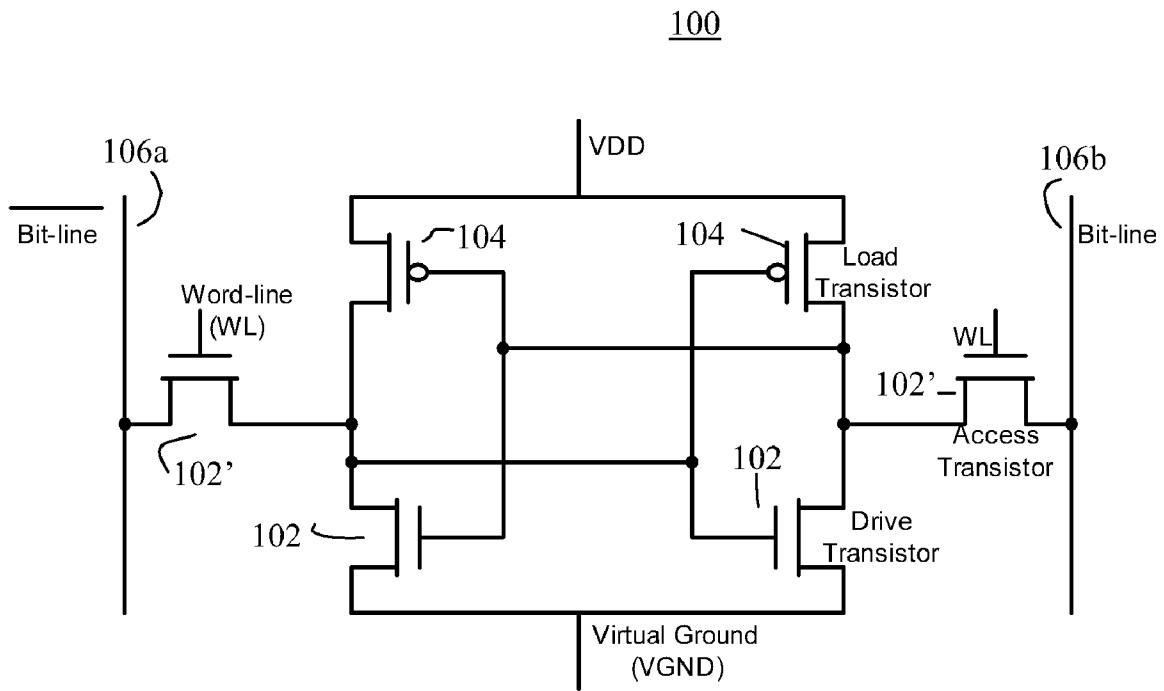 100
VDD
106a
106b
Bit-line
104
104
Bit-line
Load
Transistor
Word-line
(WL)
WL
102’
Access
Transistor
102’
102
102
Drive
Transistor
Virtual Ground
(VGND)